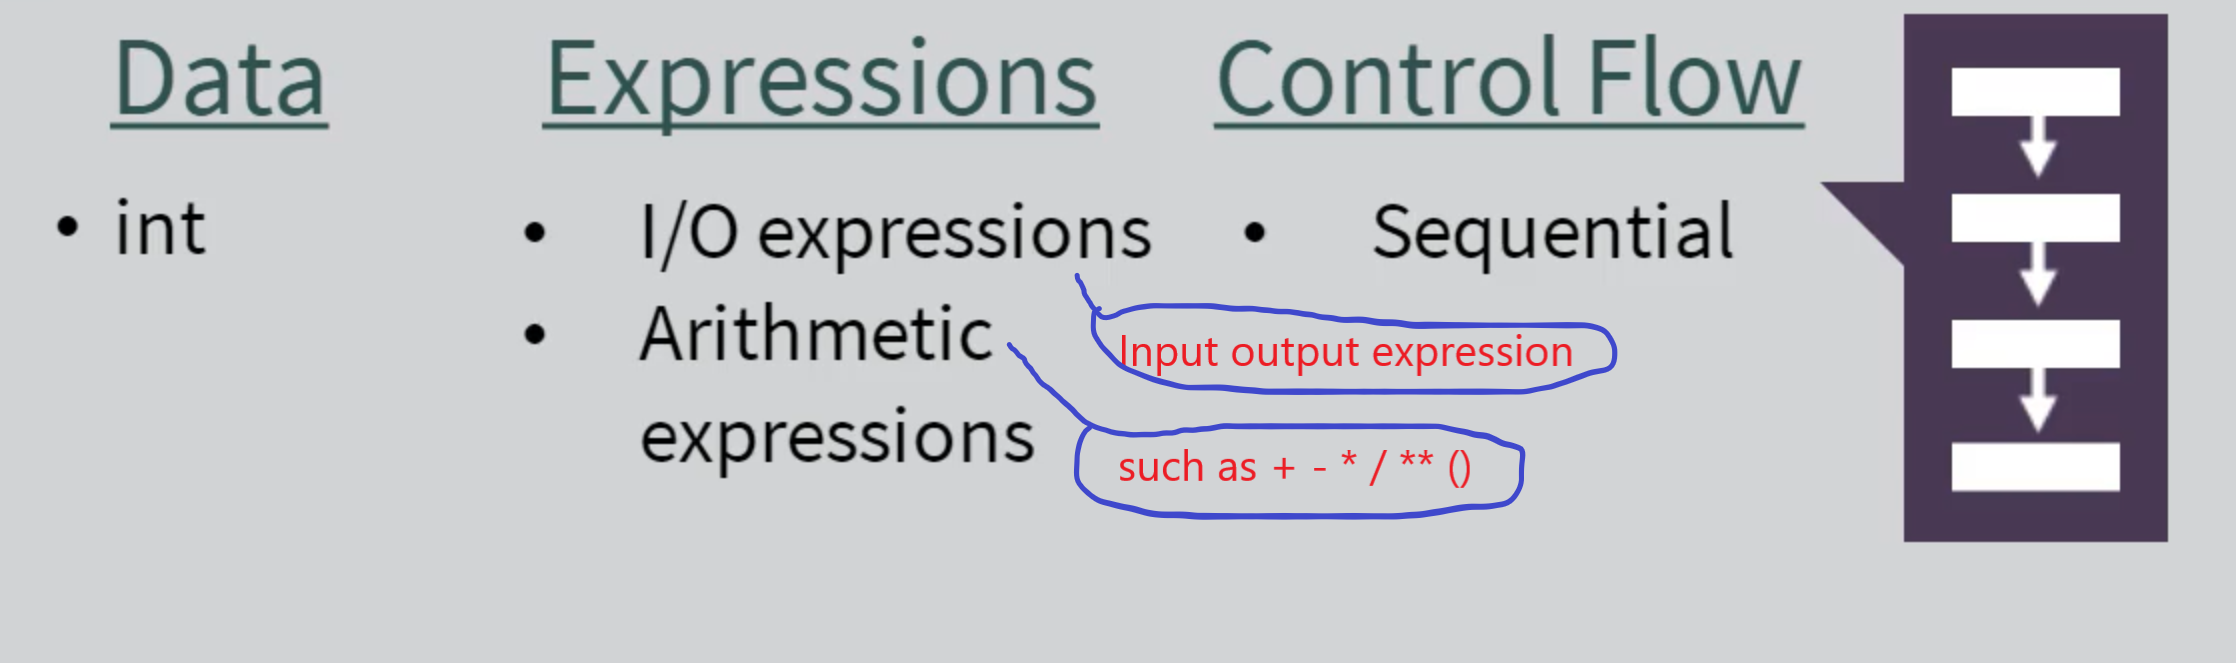 Data
Expressions
Control Flow
• int
• I/O expressions
• Arithmetic
expressions
• Sequential
Input output expression
such as + - * / ** ()